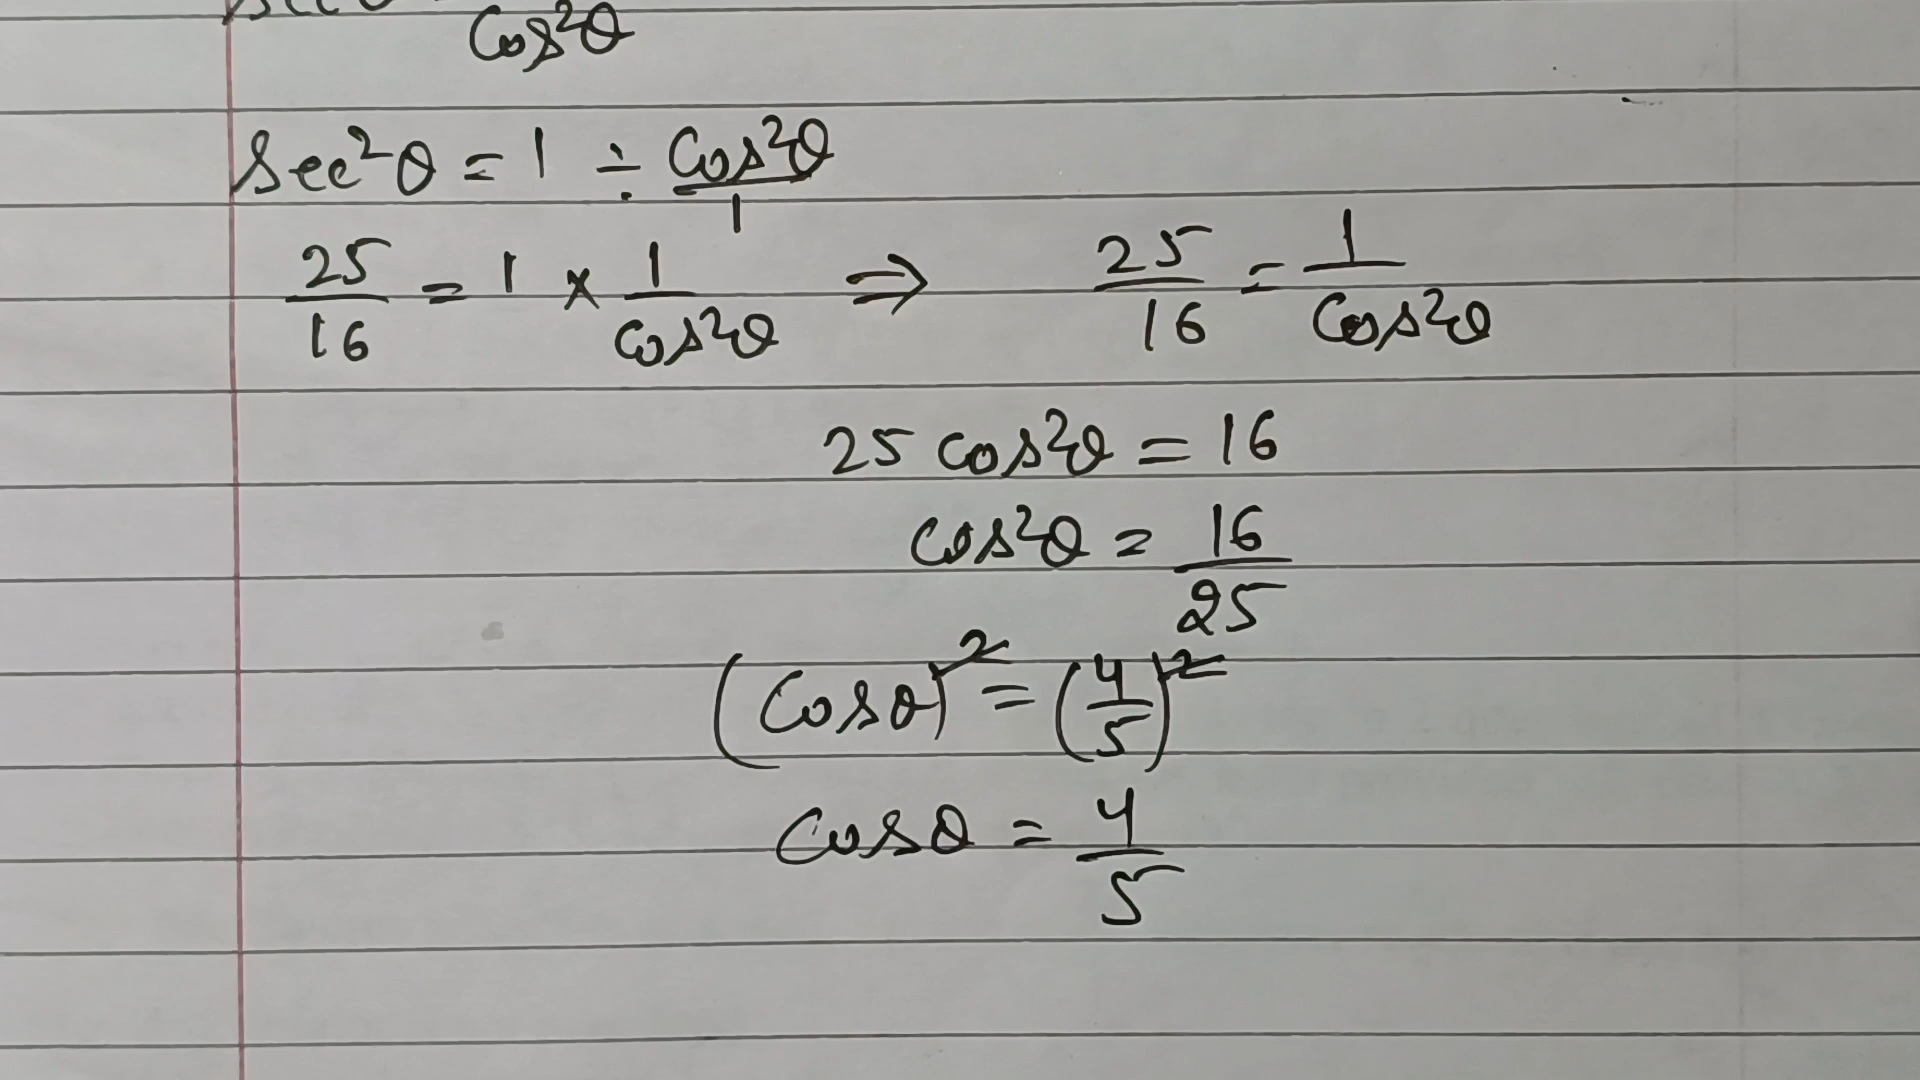 cos²θ
sec²θ = 1 ÷ cos²θ/1
25/16 = 1 × 1/cos²θ ⇒ 25/16 = 1/cos²θ
25 cos²θ = 16
cos²θ = 16/25
(cosθ)² = (4/5)²
cosθ = 4/5